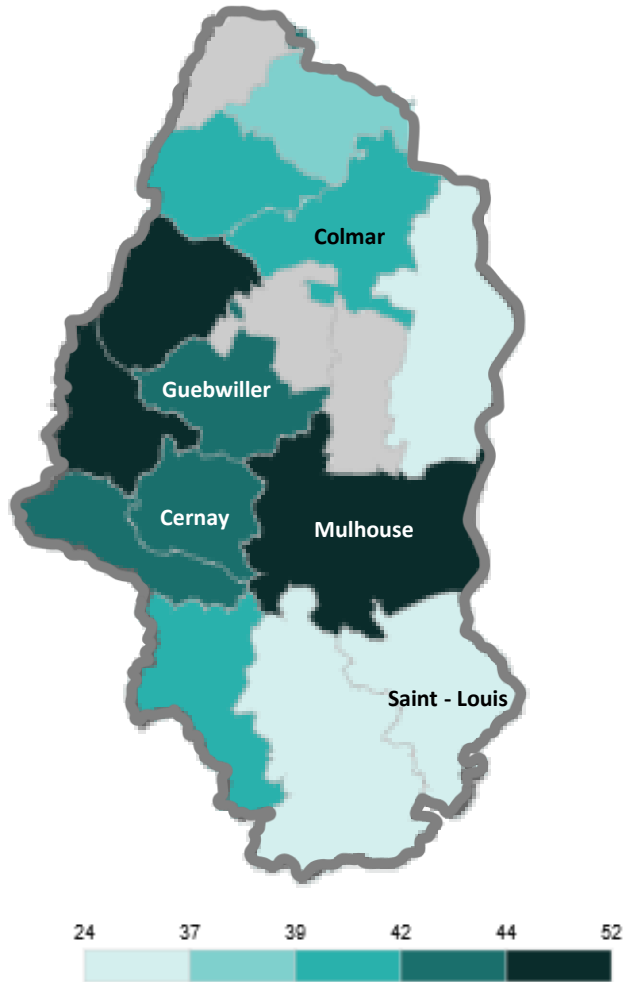 Colmar
Guebwiller
Cernay
Mulhouse
Saint - Louis
24 37 39 42 44 52